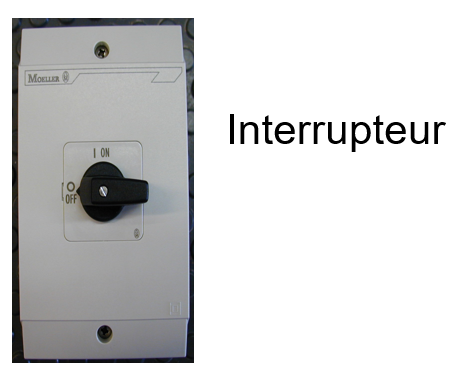 MOELLER
Interrupteur
I ON
O
OFF